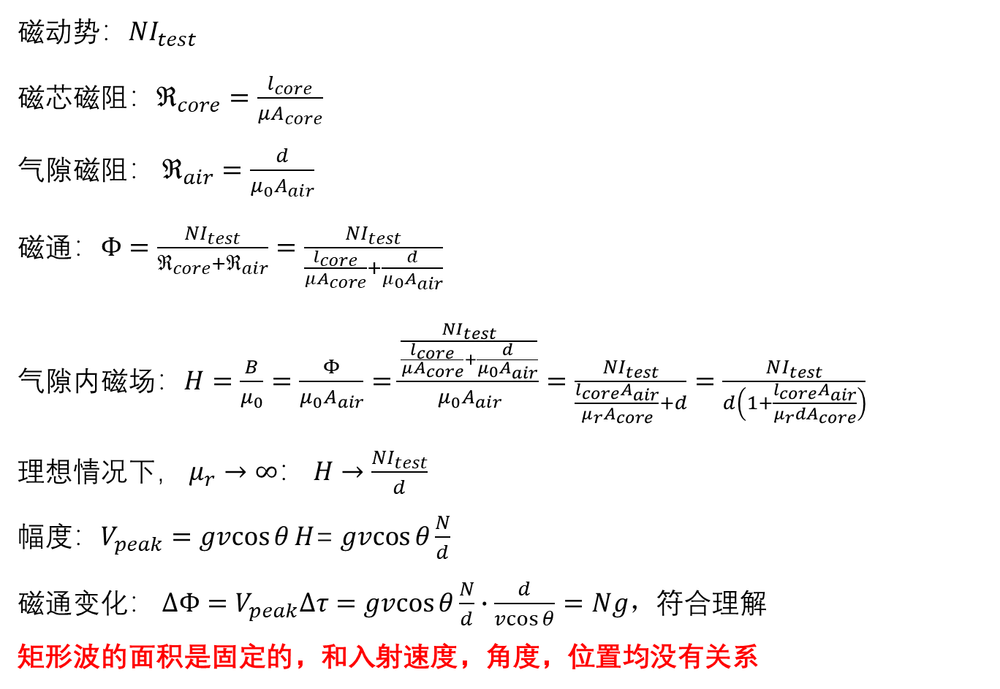 磁动势：$NI_{test}$
磁芯磁阻：$\Re_{core} = \frac{l_{core}}{\mu A_{core}}$
气隙磁阻：$\Re_{air} = \frac{d}{\mu_0 A_{air}}$
磁通：$\Phi = \frac{NI_{test}}{\Re_{core}+\Re_{air}} = \frac{NI_{test}}{\frac{l_{core}}{\mu A_{core}}+\frac{d}{\mu_0 A_{air}}}$
气隙内磁场：$H = \frac{B}{\mu_0} = \frac{\Phi}{\mu_0 A_{air}} = \frac{\frac{NI_{test}}{\frac{l_{core}}{\mu A_{core}}+\frac{d}{\mu_0 A_{air}}}}{\mu_0 A_{air}} = \frac{NI_{test}}{\frac{l_{core}A_{air}}{\mu_r A_{core}}+d} = \frac{NI_{test}}{d\left(1+\frac{l_{core}A_{air}}{\mu_r dA_{core}}\right)}$
理想情况下，$\mu_r \to \infty$：$H \to \frac{NI_{test}}{d}$
幅度：$V_{peak} = gv\cos\theta\, H = gv\cos\theta \frac{N}{d}$
磁通变化：$\Delta\Phi = V_{peak}\Delta\tau = gv\cos\theta \frac{N}{d} \cdot \frac{d}{v\cos\theta} = Ng$，符合理解
矩形波的面积是固定的，和入射速度，角度，位置均没有关系